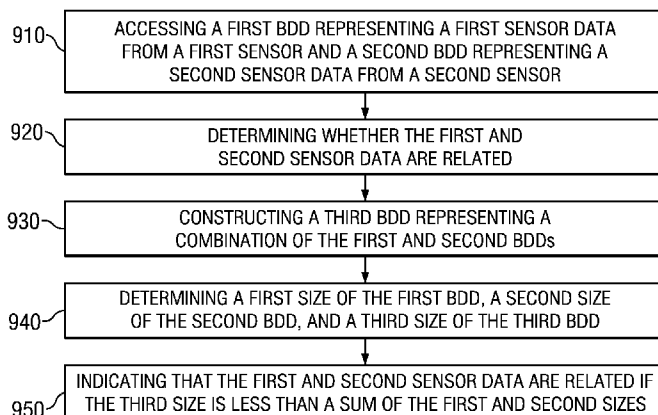 910
ACCESSING A FIRST BDD REPRESENTING A FIRST SENSOR DATA
FROM A FIRST SENSOR AND A SECOND BDD REPRESENTING A
SECOND SENSOR DATA FROM A SECOND SENSOR
920
DETERMINING WHETHER THE FIRST AND
SECOND SENSOR DATA ARE RELATED
930
CONSTRUCTING A THIRD BDD REPRESENTING A
COMBINATION OF THE FIRST AND SECOND BDDs
940
DETERMINING A FIRST SIZE OF THE FIRST BDD, A SECOND SIZE
OF THE SECOND BDD, AND A THIRD SIZE OF THE THIRD BDD
950
INDICATING THAT THE FIRST AND SECOND SENSOR DATA ARE RELATED IF
THE THIRD SIZE IS LESS THAN A SUM OF THE FIRST AND SECOND SIZES